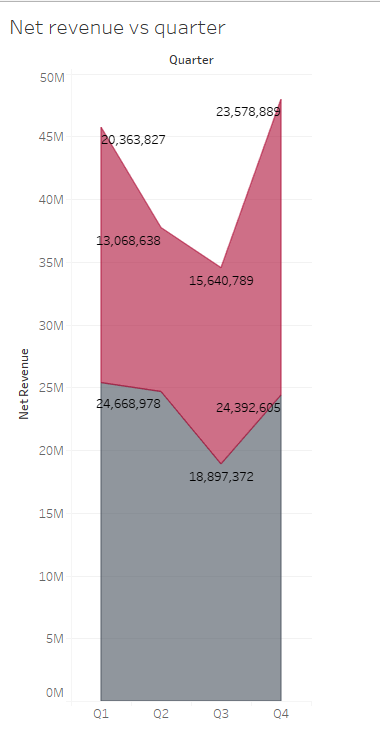 Net revenue vs quarter
Quarter
50M
23,578,889
45M
20,363,827
40M
13,068,638
35M
15,640,789
30M
Net Revenue
25M
24,668,978
24,392,605
20M
18,897,372
15M
10M
5M
0M
Q1 Q2 Q3 Q4